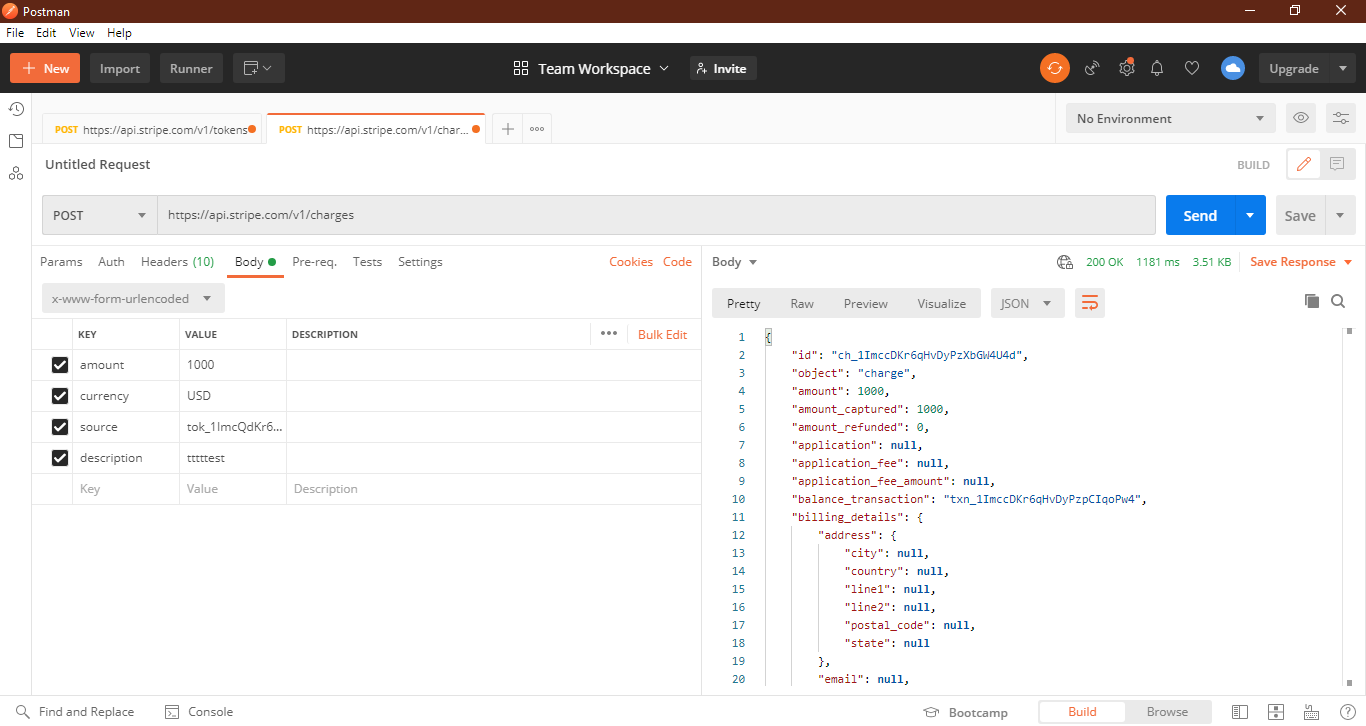 Postman
File Edit View Help
New Import Runner Team Workspace Invite Upgrade
POST https://api.stripe.com/v1/tokens POST https://api.stripe.com/v1/char... No Environment
Untitled Request BUILD
POST https://api.stripe.com/v1/charges Send Save
Params Auth Headers (10) Body Pre-req. Tests Settings Cookies Code
x-www-form-urlencoded
KEY VALUE DESCRIPTION Bulk Edit
amount 1000
currency USD
source tok_1ImcQdKr6...
description tttttest
Key Value Description
Body 200 OK 1181 ms 3.51 KB Save Response
Pretty Raw Preview Visualize JSON
1 {
2 "id": "ch_1ImccDKr6qHvDyPzXbGW4U4d",
3 "object": "charge",
4 "amount": 1000,
5 "amount_captured": 1000,
6 "amount_refunded": 0,
7 "application": null,
8 "application_fee": null,
9 "application_fee_amount": null,
10 "balance_transaction": "txn_1ImccDKr6qHvDyPzpCIqoPw4",
11 "billing_details": {
12 "address": {
13 "city": null,
14 "country": null,
15 "line1": null,
16 "line2": null,
17 "postal_code": null,
18 "state": null
19 },
20 "email": null,
Find and Replace Console Bootcamp Build Browse